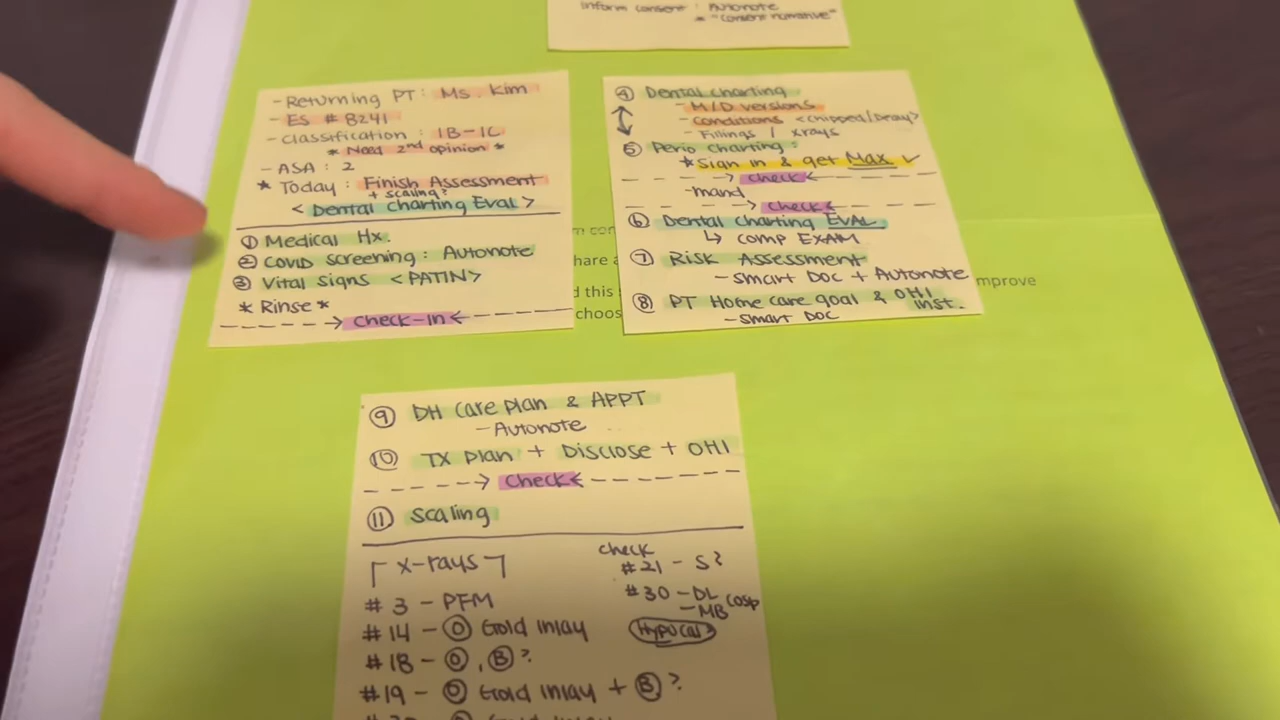 Inform consent : Autonote
* "Consent narrative"
- Returning PT : Ms. Kim
- ES # 8241
- Classification : 1B-1C
* Need 2nd opinion *
- ASA : 2
* Today : Finish Assessment
+ scaling?
< Dental Charting Eval >
① Medical Hx.
② COVID screening : Autonote
③ Vital signs <PATIN>
* Rinse *
- - - - - → Check-In ← - - - - -
④ Dental charting
- M/D versions
- Conditions <chipped/Decay>
- Fillings / xrays
⑤ Perio charting :
*Sign in & get Max ✓
- - - - - → Check ← - - - - -
-mand
- - - - - → Check ← - - - - -
⑥ Dental charting EVAL
↳ comp EXAM
⑦ Risk Assessment
- smart DOC + Autonote
⑧ PT Home care goal & OHI inst.
- smart DOC
hare a
d this
choos
mprove
⑨ DH care plan & APPT
- Autonote
⑩ TX plan + Disclose + OHI
- - - - - → Check ← - - - - -
⑪ scaling
x-rays
# 3 - PFM
# 14 - Ⓞ Gold inlay
# 18 - Ⓞ, Ⓑ?
# 19 - Ⓞ Gold inlay + Ⓑ?
check
# 21 - S?
# 30 - DL
- MB cusp
Hypocal